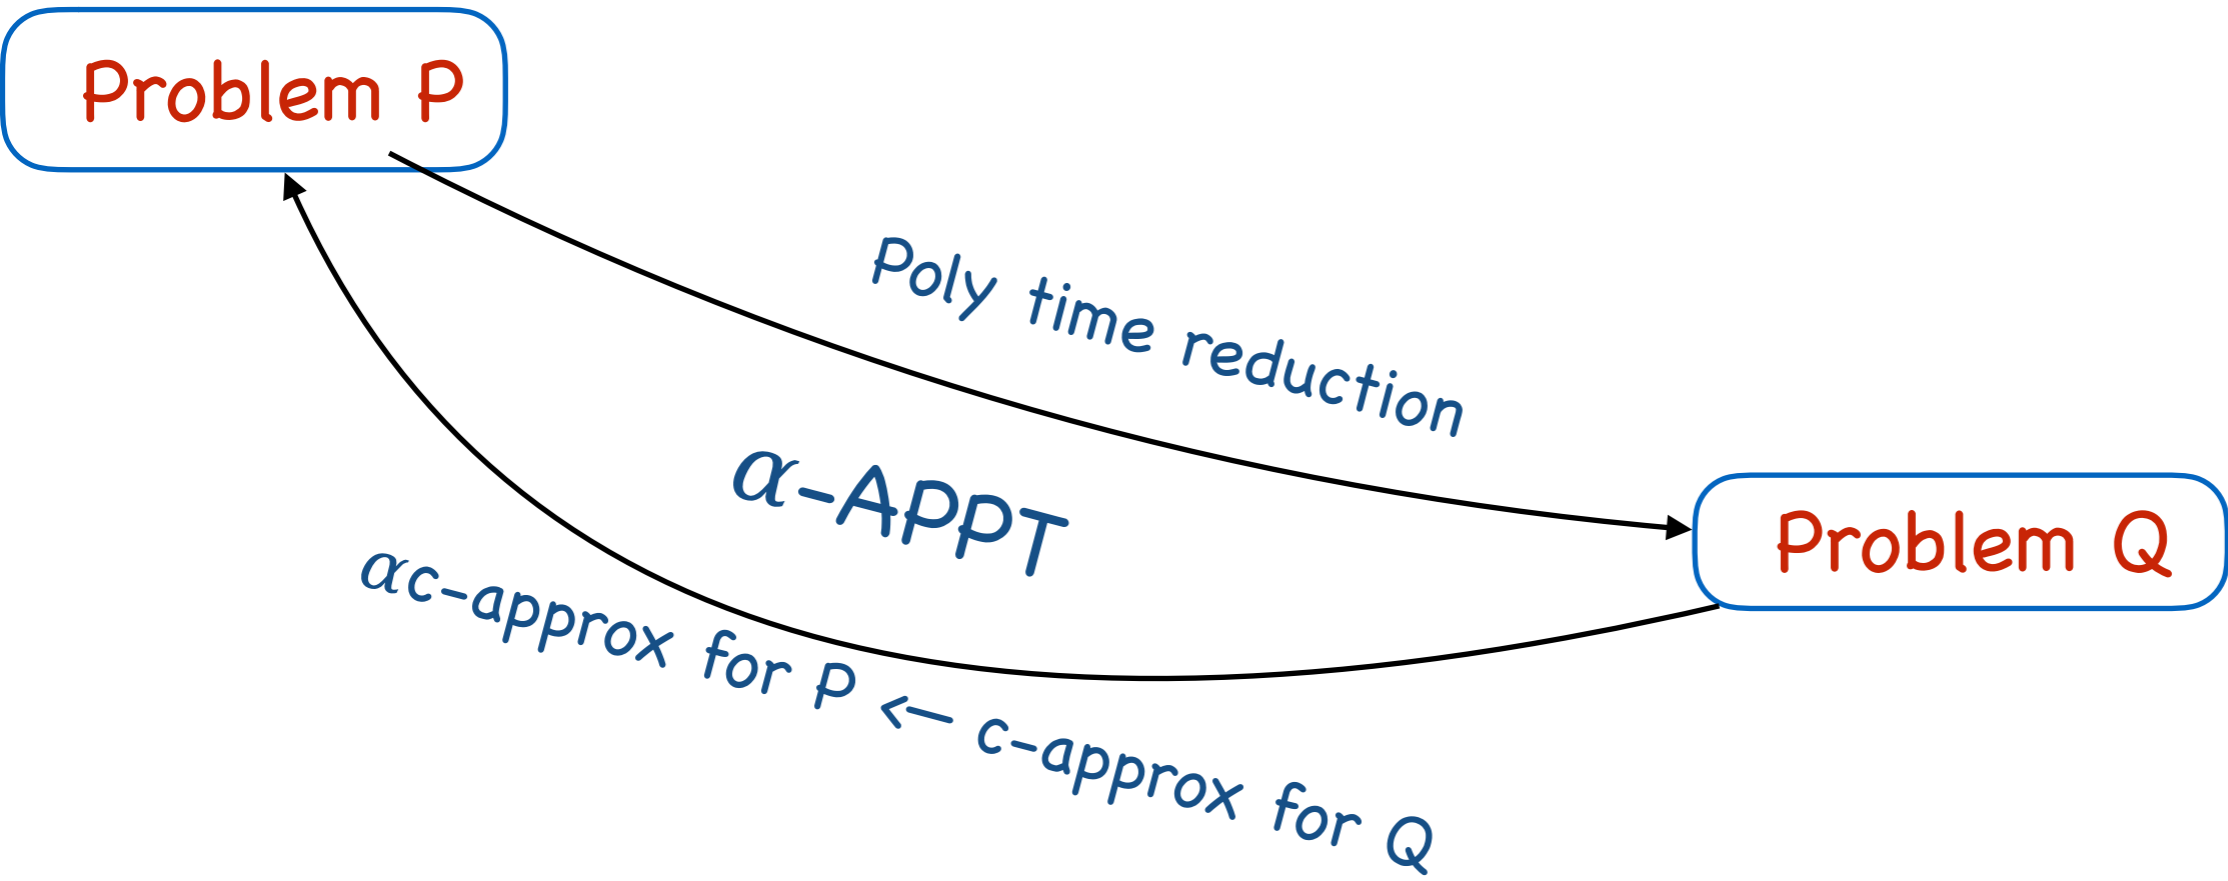 Problem P
Poly time reduction
α-APPT
Problem Q
αc-approx for P ← c-approx for Q